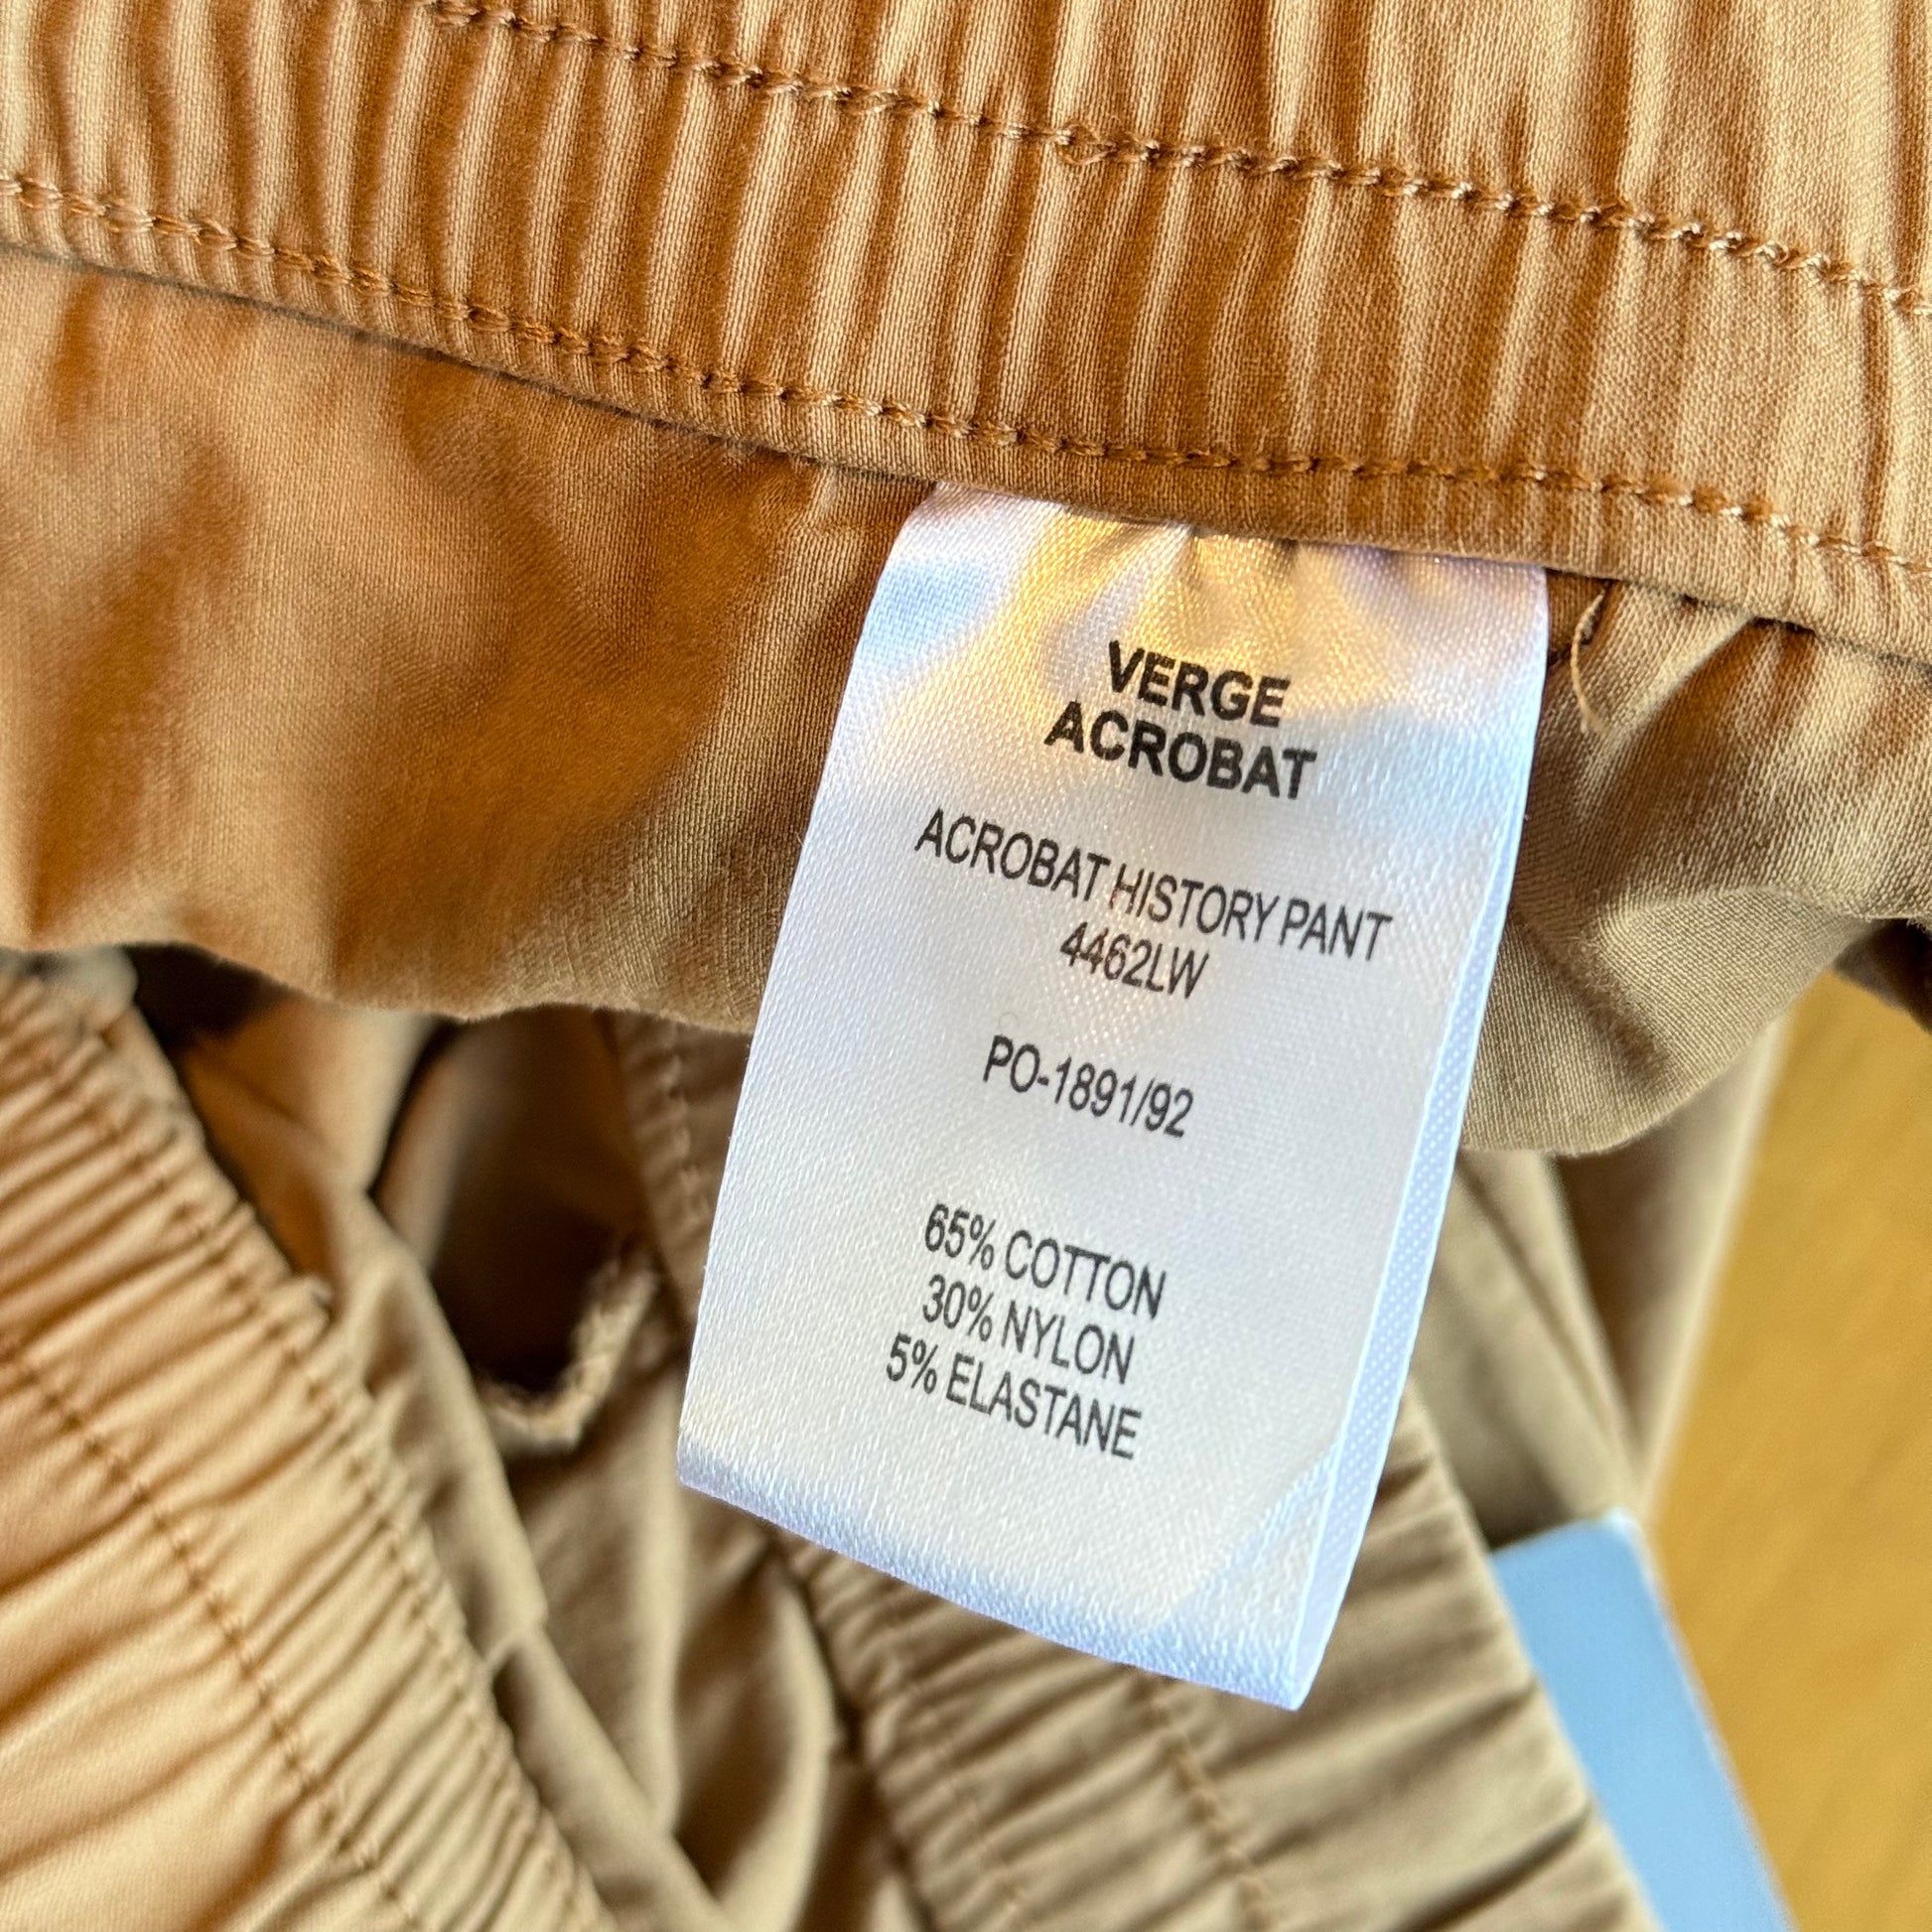 VERGE
ACROBAT
ACROBAT HISTORY PANT
4462LW
PO-1891/92
65% COTTON
30% NYLON
5% ELASTANE